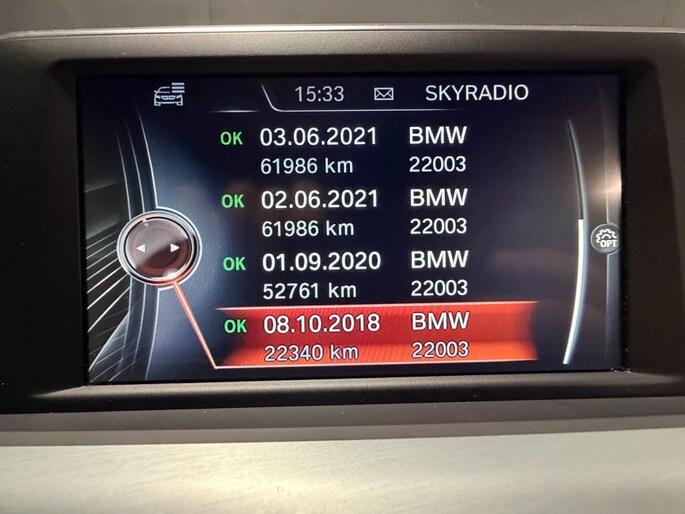 15:33 SKYRADIO
OK 03.06.2021 BMW
61986 km 22003
OK 02.06.2021 BMW
61986 km 22003
OK 01.09.2020 BMW
52761 km 22003
OPT
OK 08.10.2018 BMW
22340 km 22003